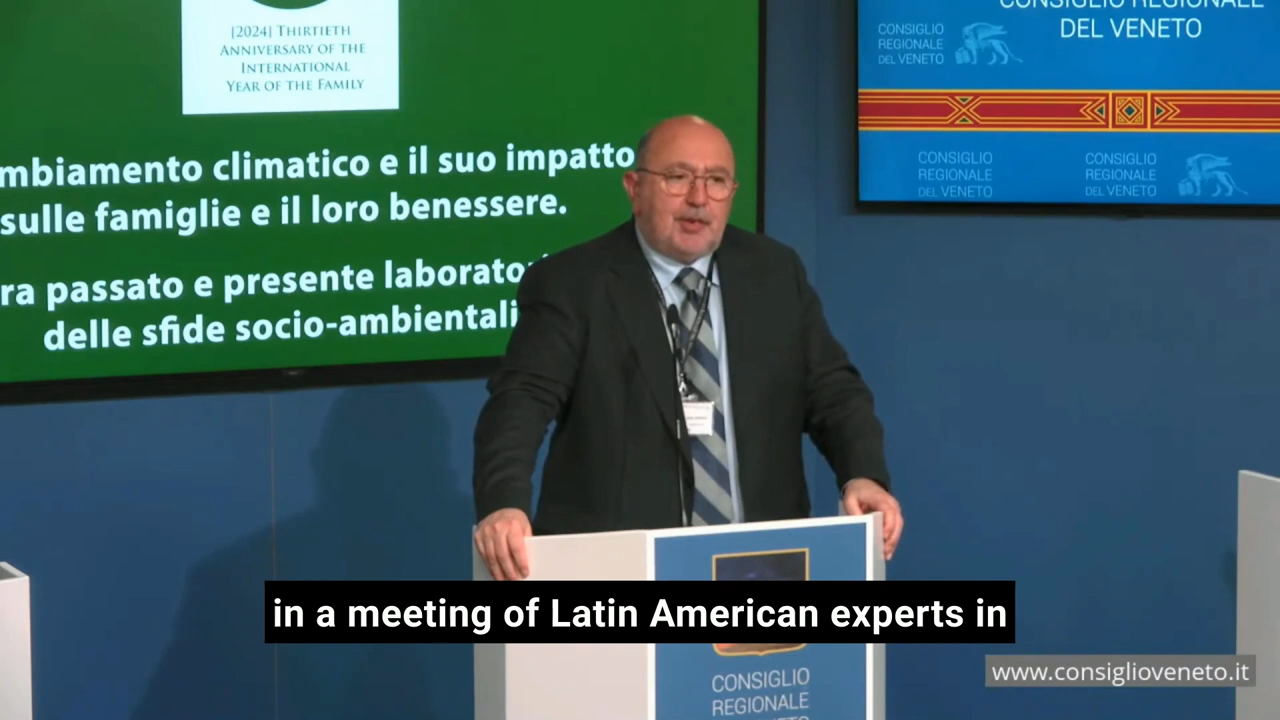 [2024] THIRTIETH
ANNIVERSARY OF THE
INTERNATIONAL
YEAR OF THE FAMILY
mbiamento climatico e il suo impatto
sulle famiglie e il loro benessere.
ra passato e presente laborato
delle sfide socio-ambientali
CONSIGLIO REGIONALE
DEL VENETO
CONSIGLIO
REGIONALE
DEL VENETO
CONSIGLIO
REGIONALE
DEL VENETO
CONSIGLIO
REGIONALE
DEL VENETO
in a meeting of Latin American experts in
CONSIGLIO
REGIONALE
VENETO
www.consiglioveneto.it